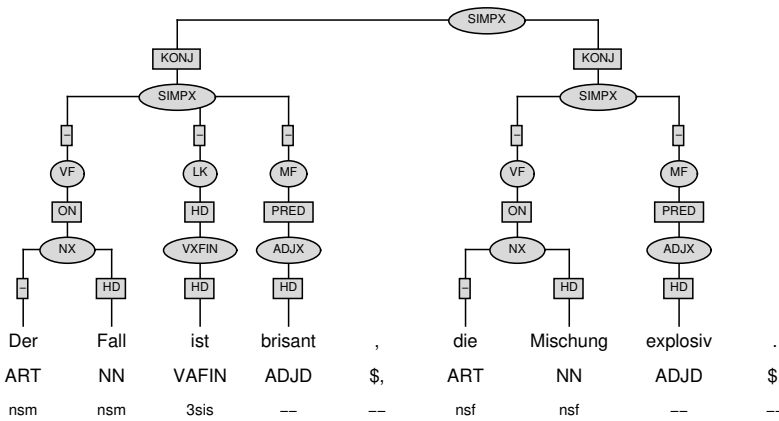 SIMPX
KONJ KONJ
SIMPX SIMPX
– – – – –
VF LK MF VF MF
ON HD PRED ON PRED
NX VXFIN ADJX NX ADJX
– HD HD HD – HD HD
Der Fall ist brisant , die Mischung explosiv .
ART NN VAFIN ADJD $, ART NN ADJD $
nsm nsm 3sis −− −− nsf nsf −− −−